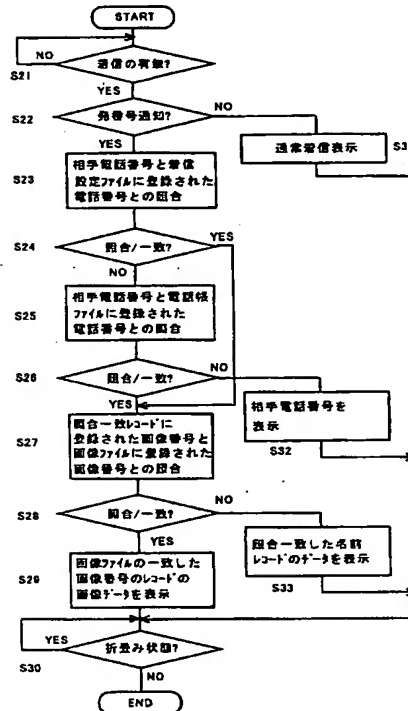 START
NO
S21
着信の有無?
YES
S22
発番号通知?
NO
YES
通常着信表示
S3
S23
相手電話番号と着信
設定ファイルに登録された
電話番号との照合
S24
照合/一致?
YES
NO
S25
相手電話番号と電話帳
ファイルに登録された
電話番号との照合
S26
照合/一致?
NO
YES
相手電話番号を
表示
S32
S27
照合一致レコードに
登録された画像番号と
画像ファイルに登録された
画像番号との照合
S28
照合/一致?
NO
YES
照合一致した名前
レコードのデータを表示
S33
S29
画像ファイルの一致した
画像番号のレコードの
画像データを表示
YES
S30
折畳み状態?
NO
END